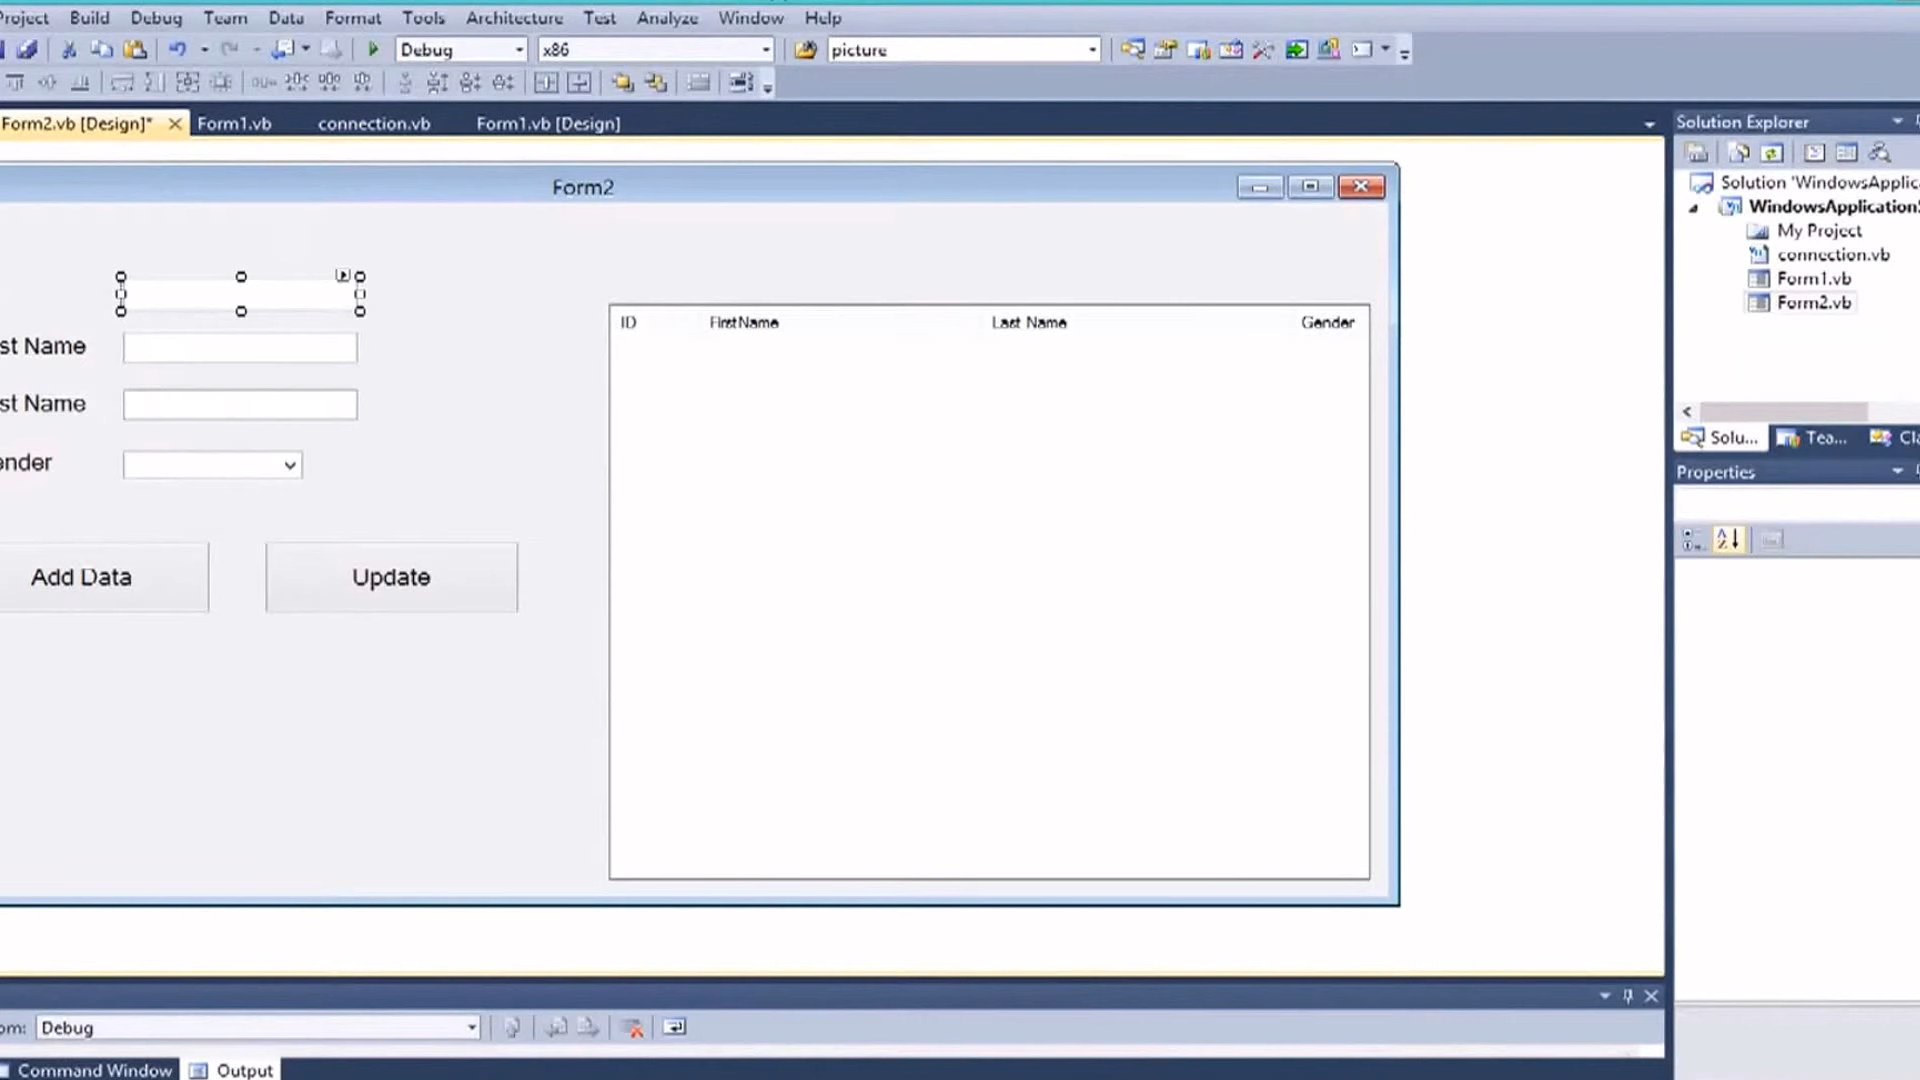 Project Build Debug Team Data Format Tools Architecture Test Analyze Window Help
Debug x86 picture
Form2.vb [Design]* Form1.vb connection.vb Form1.vb [Design]
Solution Explorer
Form2
Solution 'WindowsApplic
WindowsApplication
My Project
connection.vb
Form1.vb
Form2.vb
ID FirstName Last Name Gender
st Name
st Name
ender
Solu... Tea... Cla
Properties
Add Data Update
om: Debug
Command Window Output